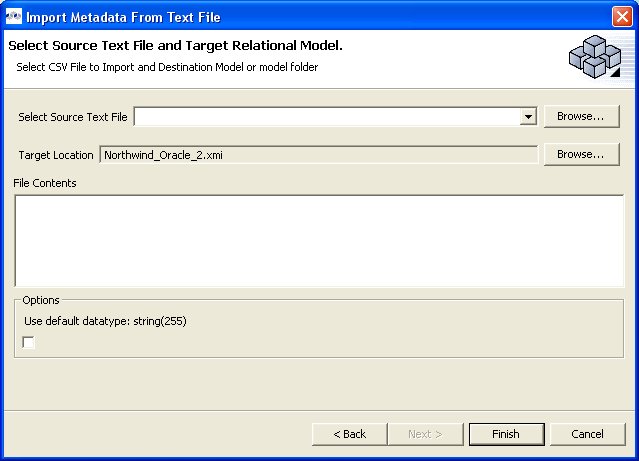 Import Metadata From Text File
Select Source Text File and Target Relational Model.
Select CSV File to Import and Destination Model or model folder
Select Source Text File
Browse...
Target Location
Northwind_Oracle_2.xmi
Browse...
File Contents
Options
Use default datatype: string(255)
< Back
Next >
Finish
Cancel